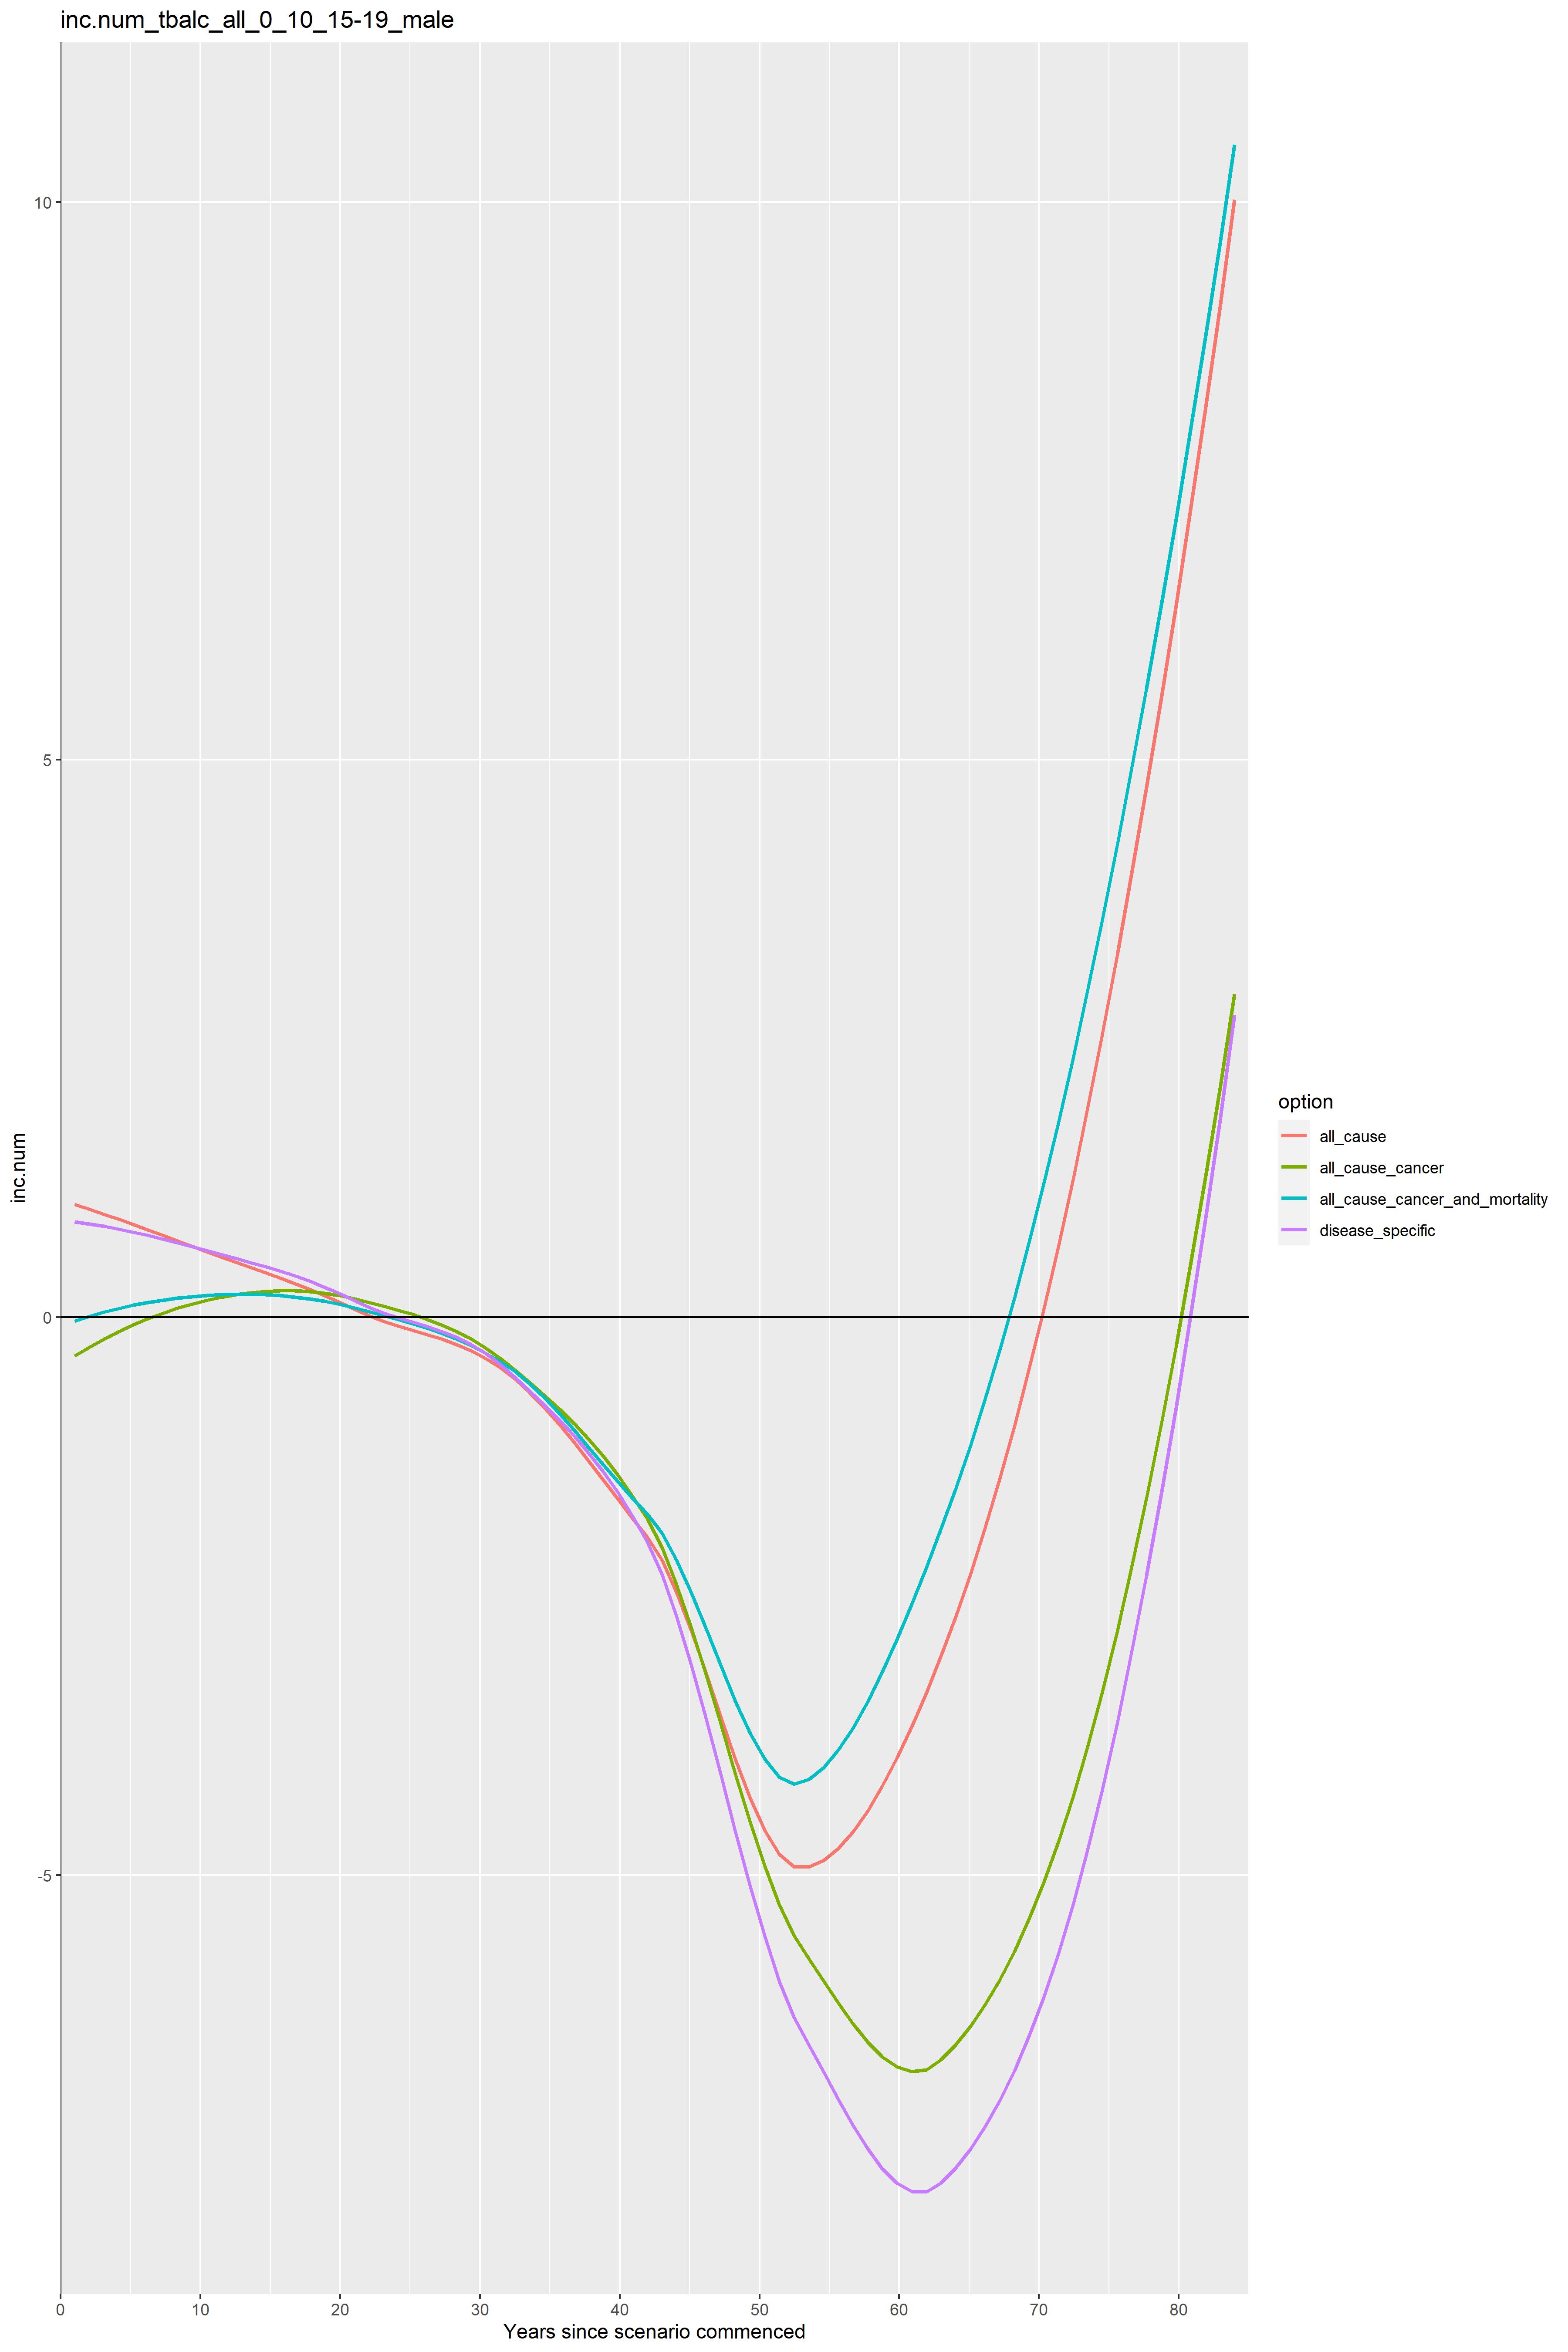 inc.num_tbalc_all_0_10_15-19_male
10
5
0
-5
inc.num
0 10 20 30 40 50 60 70 80
Years since scenario commenced
option
all_cause
all_cause_cancer
all_cause_cancer_and_mortality
disease_specific